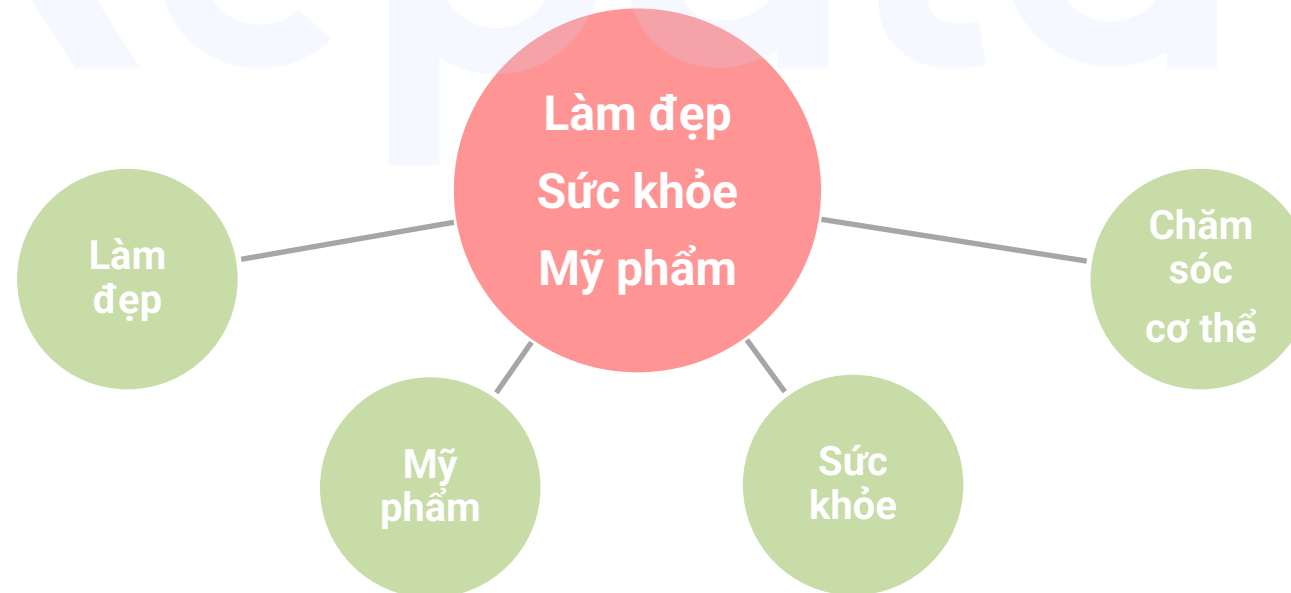 Làm đẹp
Sức khỏe
Mỹ phẩm
Làm
đẹp
Chăm
sóc
cơ thể
Mỹ
phẩm
Sức
khỏe